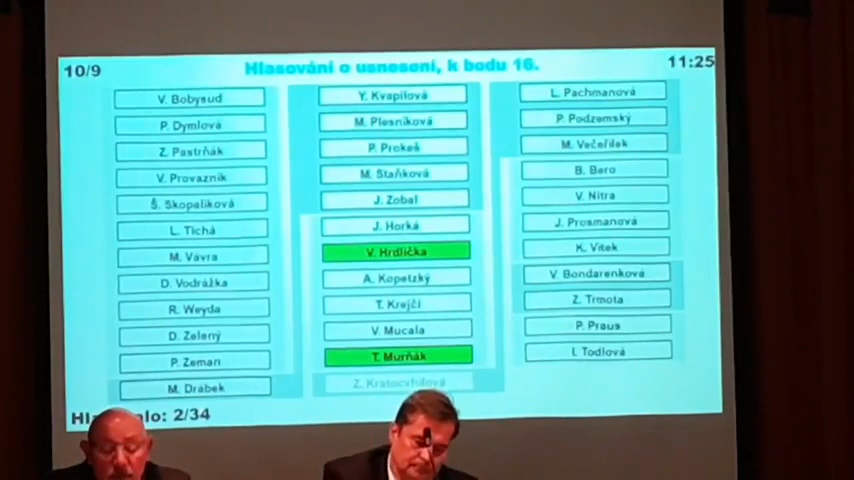 10/9
Hlasování o usnesení, k bodu 16.
11:25
V. Bobysud
P. Dymlová
Z. Pastrňák
V. Provazník
Š. Skopalíková
L. Tichá
M. Vávra
D. Vodrážka
R. Weyda
D. Zelený
P. Zeman
M. Drábek
Y. Kvapilová
M. Plesníková
P. Prokeš
M. Staňková
J. Zobal
J. Horká
V. Hrdlička
A. Kopetzký
T. Krejčí
V. Mucala
T. Murňák
Z. Kratochvílová
L. Pachmanová
P. Podzemský
M. Večeřílek
B. Bero
V. Nitra
J. Prosmanová
K. Vítek
V. Bondarenková
Z. Trmota
P. Praus
I. Todlová
2/34